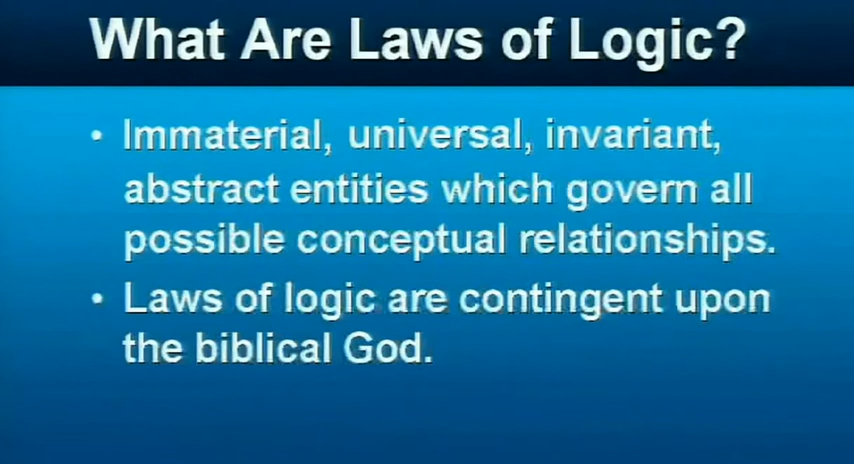 What Are Laws of Logic?
• Immaterial, universal, invariant,
abstract entities which govern all
possible conceptual relationships.
• Laws of logic are contingent upon
the biblical God.